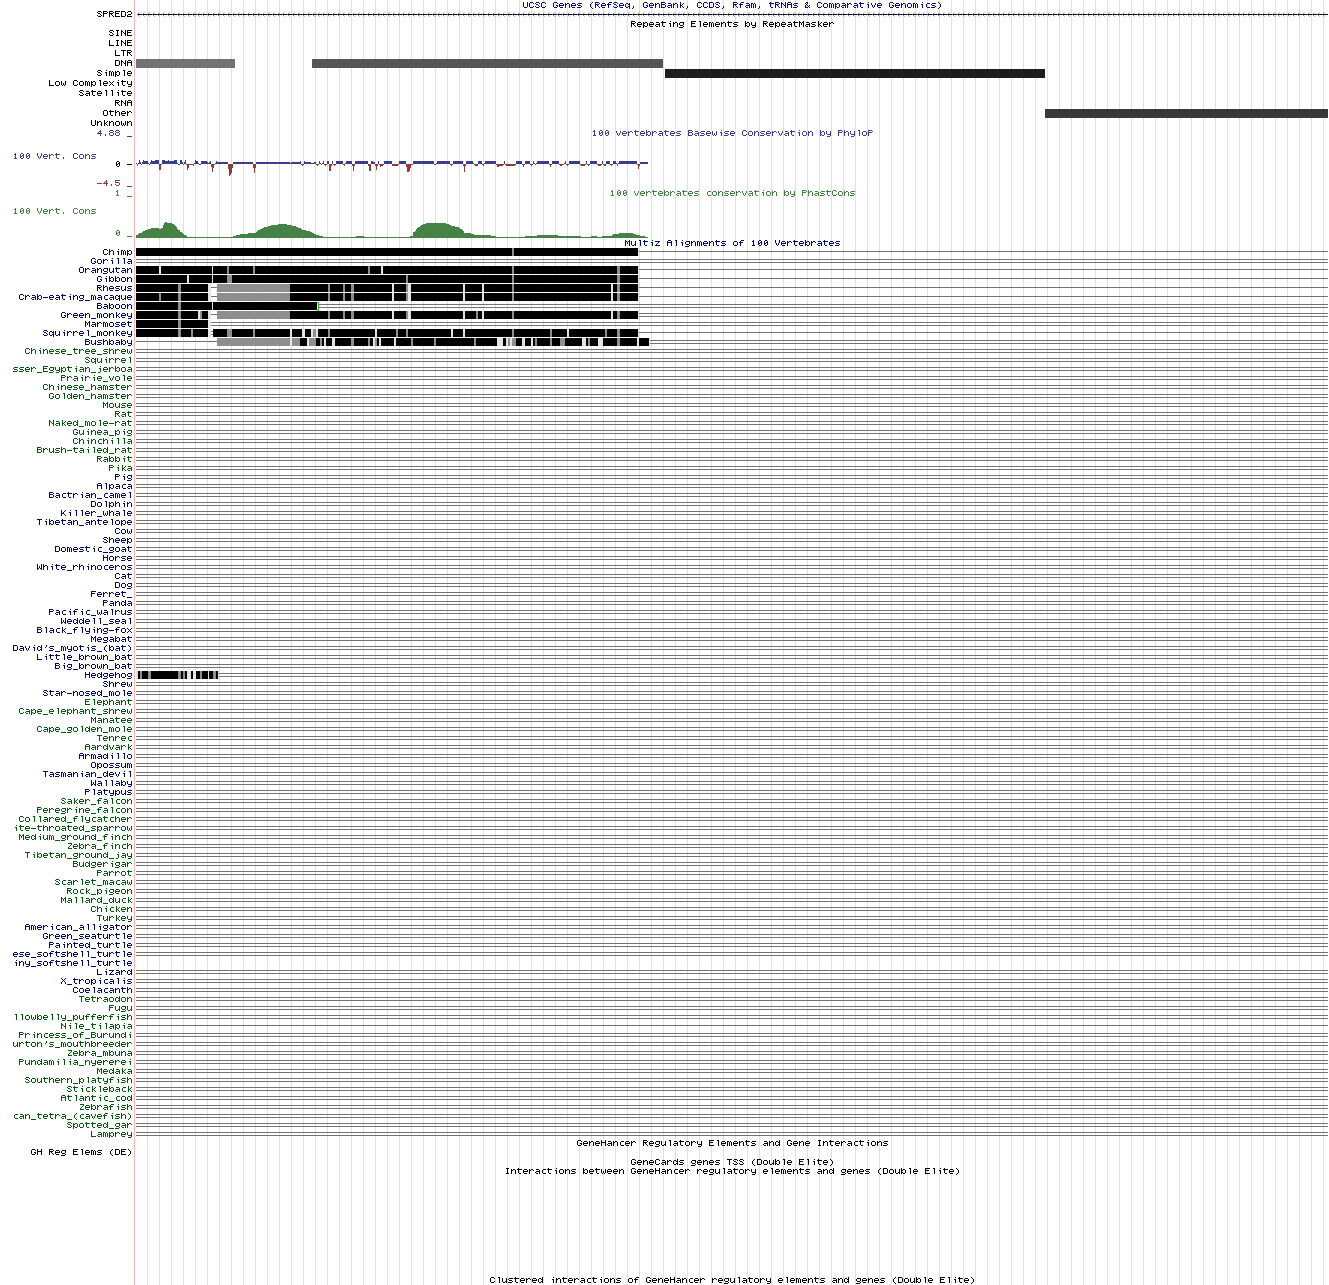 UCSC Genes (RefSeq, GenBank, CCDS, Rfam, tRNAs & Comparative Genomics)
SPRED2
Repeating Elements by RepeatMasker
SINE
LINE
LTR
DNA
Simple
Low Complexity
Satellite
RNA
Other
Unknown
4.88 _
100 vertebrates Basewise Conservation by PhyloP
100 Vert. Cons
0 –
-4.5 _
1 _
100 vertebrates conservation by PhastCons
100 Vert. Cons
0 _
Multiz Alignments of 100 Vertebrates
Chimp
Gorilla
Orangutan
Gibbon
Rhesus
Crab-eating_macaque
Baboon
Green_monkey
Marmoset
Squirrel_monkey
Bushbaby
Chinese_tree_shrew
Squirrel
sser_Egyptian_jerboa
Prairie_vole
Chinese_hamster
Golden_hamster
Mouse
Rat
Naked_mole-rat
Guinea_pig
Chinchilla
Brush-tailed_rat
Rabbit
Pika
Pig
Alpaca
Bactrian_camel
Dolphin
Killer_whale
Tibetan_antelope
Cow
Sheep
Domestic_goat
Horse
White_rhinoceros
Cat
Dog
Ferret_
Panda
Pacific_walrus
Weddell_seal
Black_flying-fox
Megabat
David's_myotis_(bat)
Little_brown_bat
Big_brown_bat
Hedgehog
Shrew
Star-nosed_mole
Elephant
Cape_elephant_shrew
Manatee
Cape_golden_mole
Tenrec
Aardvark
Armadillo
Opossum
Tasmanian_devil
Wallaby
Platypus
Saker_falcon
Peregrine_falcon
Collared_flycatcher
ite-throated_sparrow
Medium_ground_finch
Zebra_finch
Tibetan_ground_jay
Budgerigar
Parrot
Scarlet_macaw
Rock_pigeon
Mallard_duck
Chicken
Turkey
American_alligator
Green_seaturtle
Painted_turtle
ese_softshell_turtle
iny_softshell_turtle
Lizard
X_tropicalis
Coelacanth
Tetraodon
Fugu
llowbelly_pufferfish
Nile_tilapia
Princess_of_Burundi
urton's_mouthbreeder
Zebra_mbuna
Pundamilia_nyererei
Medaka
Southern_platyfish
Stickleback
Atlantic_cod
Zebrafish
can_tetra_(cavefish)
Spotted_gar
Lamprey
GeneHancer Regulatory Elements and Gene Interactions
GH Reg Elems (DE)
GeneCards genes TSS (Double Elite)
Interactions between GeneHancer regulatory elements and genes (Double Elite)
Clustered interactions of GeneHancer regulatory elements and genes (Double Elite)